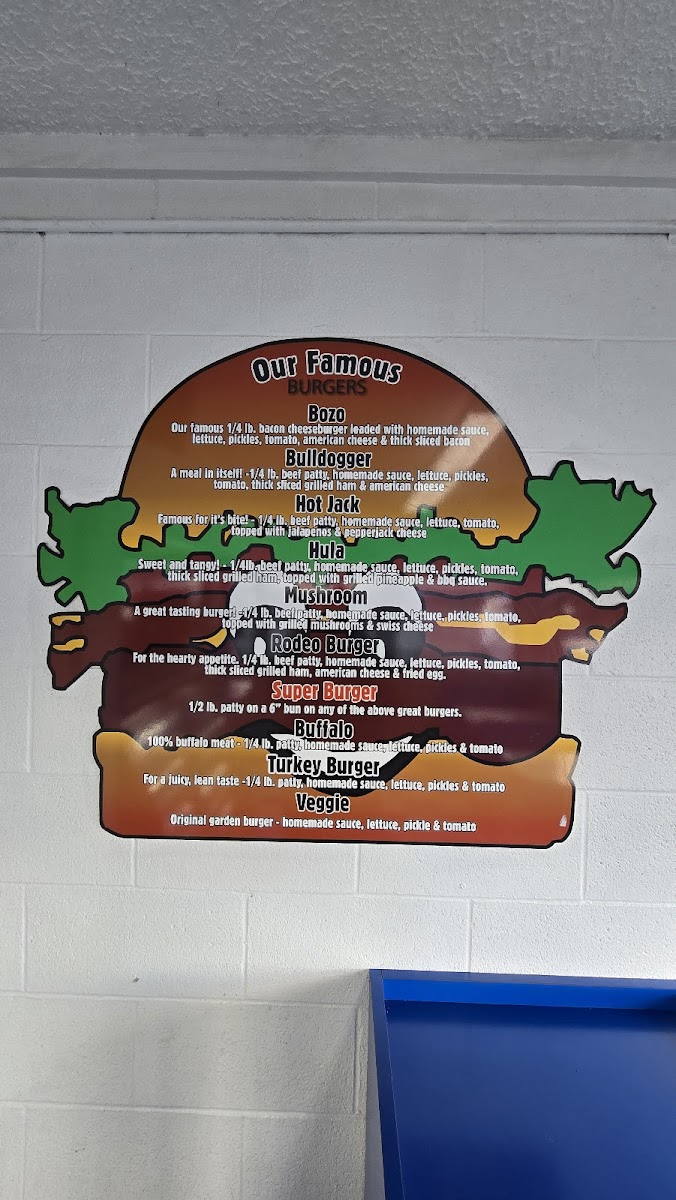 Our Famous
BURGERS
Bozo
Our famous 1/4 lb. bacon cheeseburger loaded with homemade sauce,
lettuce, pickles, tomato, american cheese & thick sliced bacon
Bulldogger
A meal in itself! -1/4 lb. beef patty, homemade sauce, lettuce, pickles,
tomato, thick sliced grilled ham & american cheese
Hot Jack
Famous for it's bite! - 1/4 lb. beef patty, homemade sauce, lettuce, tomato,
topped with jalapenos & pepperjack cheese
Hula
Sweet and tangy! - 1/4lb. beef patty, homemade sauce, lettuce, pickles, tomato,
thick sliced grilled ham, topped with grilled pineapple & bbq sauce.
Mushroom
A great tasting burger! -1/4 lb. beef patty, homemade sauce, lettuce, pickles, tomato,
topped with grilled mushrooms & swiss cheese
Rodeo Burger
For the hearty appetite. 1/4 lb. beef patty, homemade sauce, lettuce, pickles, tomato,
thick sliced grilled ham, american cheese & fried egg.
Super Burger
1/2 lb. patty on a 6" bun on any of the above great burgers.
Buffalo
100% buffalo meat - 1/4 lb. patty, homemade sauce, lettuce, pickles & tomato
Turkey Burger
For a juicy, lean taste -1/4 lb. patty, homemade sauce, lettuce, pickles & tomato
Veggie
Original garden burger - homemade sauce, lettuce, pickle & tomato